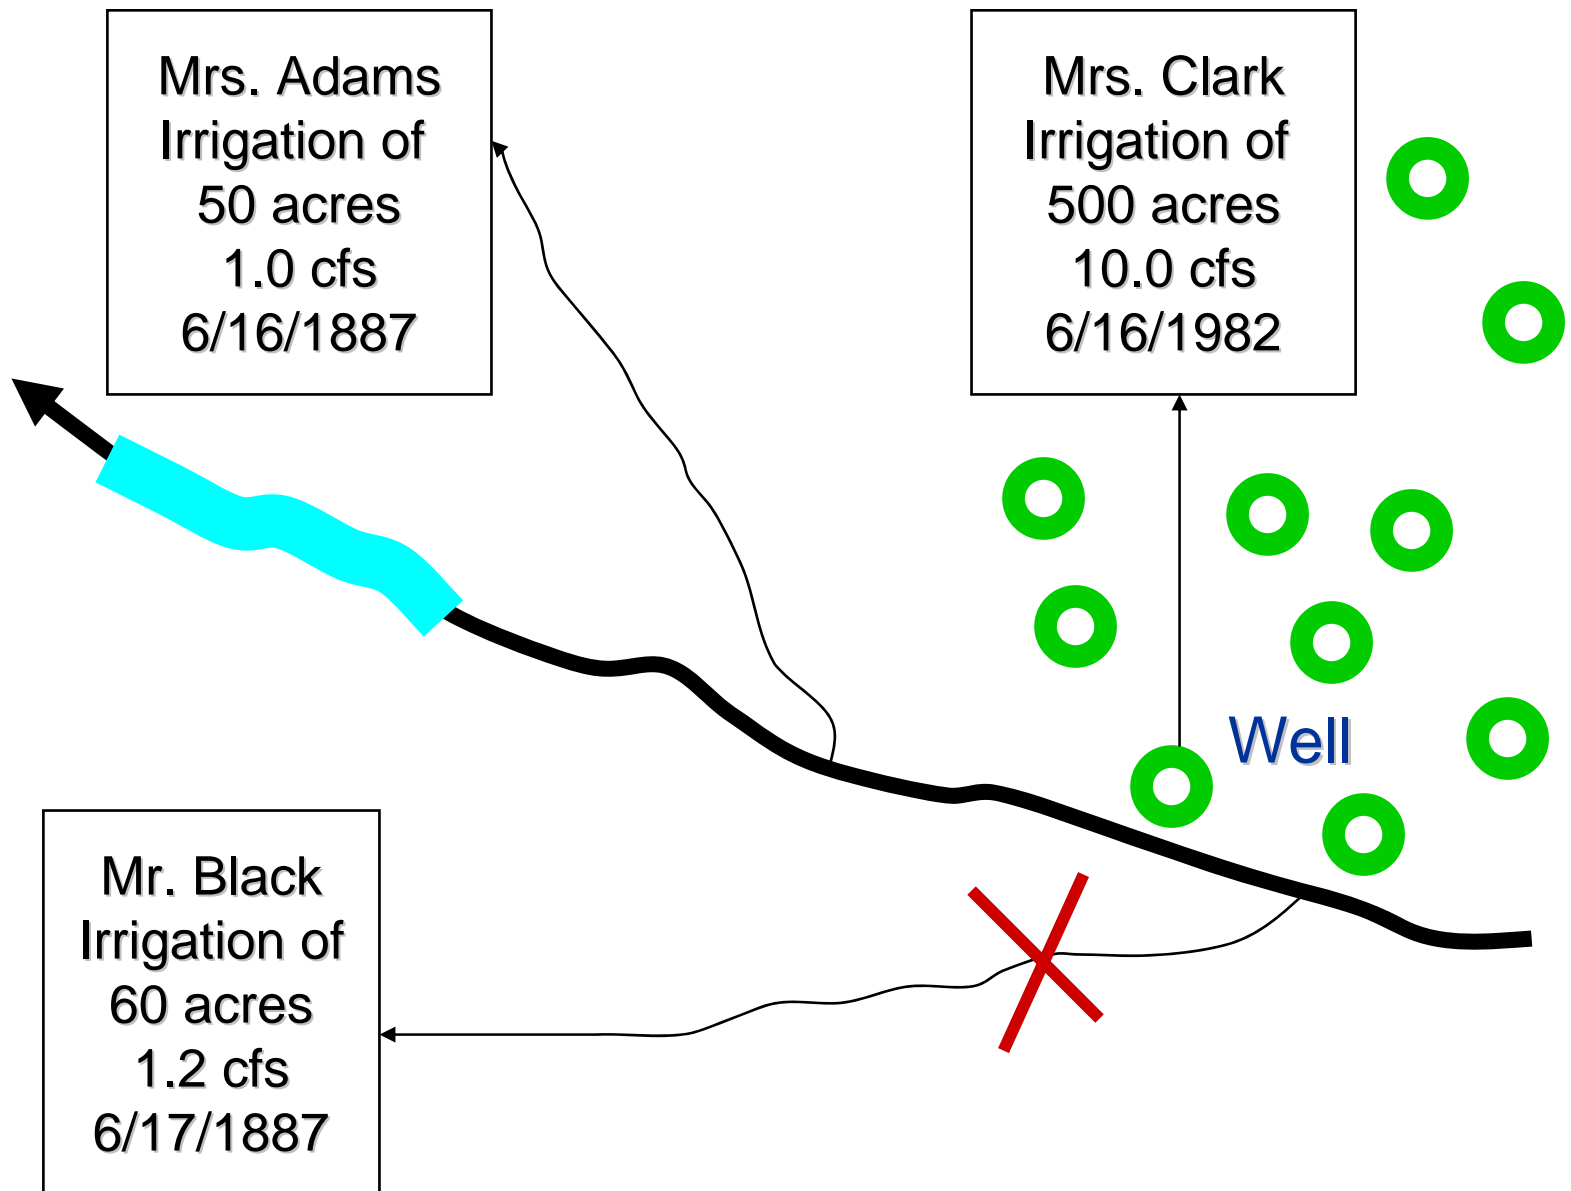 Mrs. Adams
Irrigation of
50 acres
1.0 cfs
6/16/1887
Mrs. Clark
Irrigation of
500 acres
10.0 cfs
6/16/1982
Well
Mr. Black
Irrigation of
60 acres
1.2 cfs
6/17/1887